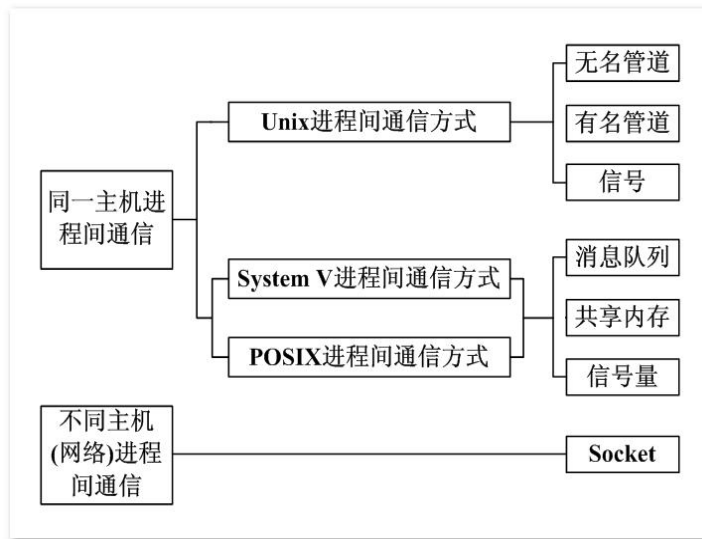 同一主机进
程间通信
Unix进程间通信方式
无名管道
有名管道
信号
System V进程间通信方式
POSIX进程间通信方式
消息队列
共享内存
信号量
不同主机
(网络)进程
间通信
Socket